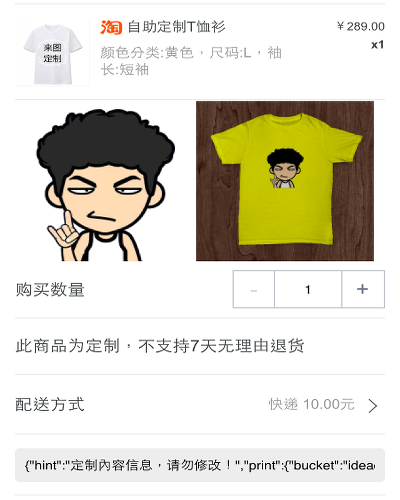 来图
定制
淘 自助定制T恤衫
￥289.00
颜色分类:黄色，尺码:L，袖
长:短袖
x1
购买数量
- 1 +
此商品为定制，不支持7天无理由退货
配送方式
快递 10.00元
{"hint":"定制內容信息，请勿修改！","print":{"bucket":"idea